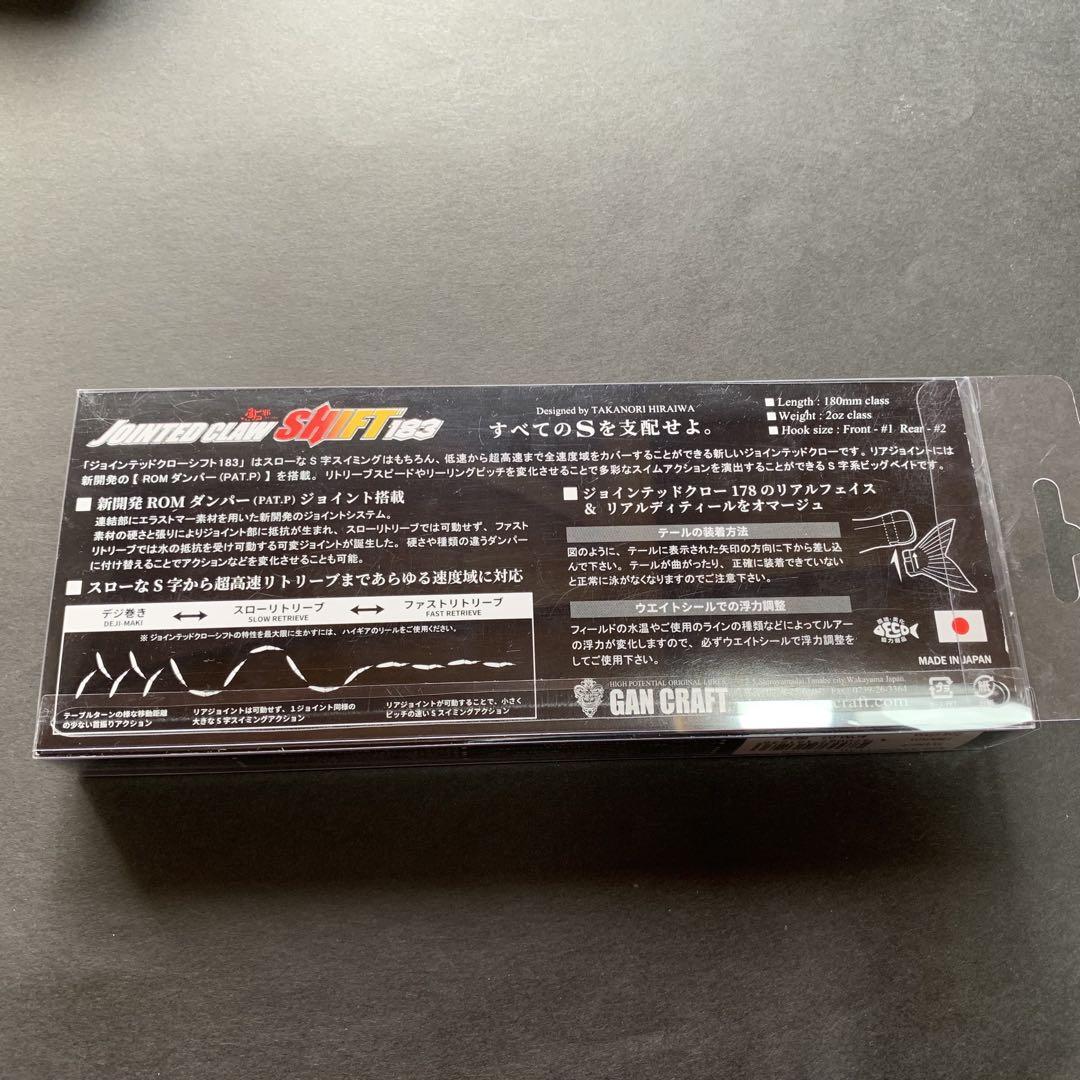 JOINTED CLAW SHIFT 183
Designed by TAKANORI HIRAIWA
すべてのSを支配せよ。
■ Length : 180mm class
■ Weight : 2oz class
■ Hook size : Front - #1 Rear - #2
「ジョインテッドクローシフト183」はスローなS字スイミングはもちろん、低速から超高速まで全速度域をカバーすることができる新しいジョインテッドクローです。リアジョイントには
新開発の【 ROMダンパー(PAT.P) 】を搭載。リトリーブスピードやリーリングピッチを変化させることで多彩なスイムアクションを演出することができるS字系ビッグベイトです。
■ 新開発 ROM ダンパー (PAT.P) ジョイント搭載
連結部にエラストマー素材を用いた新開発のジョイントシステム。
素材の硬さと張りによりジョイント部に抵抗が生まれ、スローリトリーブでは可動せず、ファスト
リトリーブでは水の抵抗を受け可動する可変ジョイントが誕生した。硬さや種類の違うダンパー
に付け替えることでアクションなどを変化させることも可能。
■ スローなS字から超高速リトリーブまであらゆる速度域に対応
デジ巻き
DEJI-MAKI
スローリトリーブ
SLOW RETRIEVE
ファストリトリーブ
FAST RETRIEVE
※ ジョインテッドクローシフトの特性を最大限に生かすには、ハイギアのリールをご使用ください。
テーブルターンの様な移動距離
の少ない首振りアクション
リアジョイントは可動せず、1ジョイント同様の
大きなS字スイミングアクション
リアジョイントが可動することで、小さく
ピッチの速いSスイミングアクション
■ ジョインテッドクロー 178 のリアルフェイス
& リアルディティールをオマージュ
テールの装着方法
図のように、テールに表示された矢印の方向に下から差し込
んで下さい。テールが曲がったり、正確に装着できていない
と正常に泳がなくなりますのでご注意下さい。
ウエイトシールでの浮力調整
フィールドの水温やご使用のラインの種類などによってルアー
の浮力が変化しますので、必ずウエイトシールで浮力調整を
してご使用下さい。
MADE IN JAPAN
HIGH POTENTIAL ORIGINAL LURES
GAN CRAFT
Shiroyamadai, Tanabe city, Wakayama Japan.
0739-26-3364
craft.com
プラ
紙